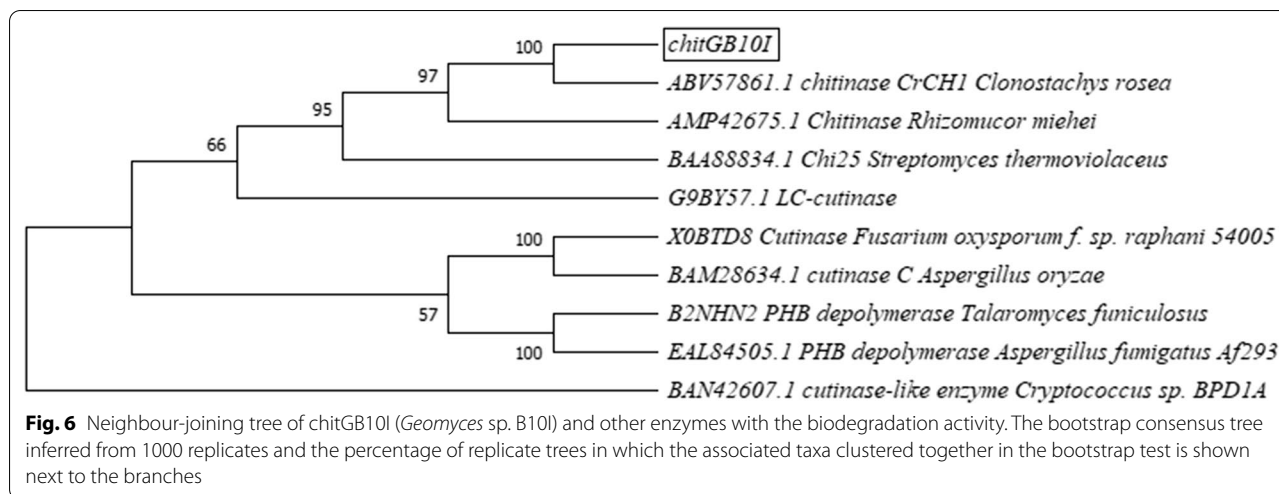 100
chitGB10I
ABV57861.1 chitinase CrCH1 Clonostachys rosea
97
AMP42675.1 Chitinase Rhizomucor miehei
95
BAA88834.1 Chi25 Streptomyces thermoviolaceus
66
G9BY57.1 LC-cutinase
100
X0BTD8 Cutinase Fusarium oxysporum f. sp. raphani 54005
BAM28634.1 cutinase C Aspergillus oryzae
57
B2NHN2 PHB depolymerase Talaromyces funiculosus
100
EAL84505.1 PHB depolymerase Aspergillus fumigatus Af293
BAN42607.1 cutinase-like enzyme Cryptococcus sp. BPD1A
Fig. 6 Neighbour-joining tree of chitGB10I (Geomyces sp. B10I) and other enzymes with the biodegradation activity. The bootstrap consensus tree
inferred from 1000 replicates and the percentage of replicate trees in which the associated taxa clustered together in the bootstrap test is shown
next to the branches